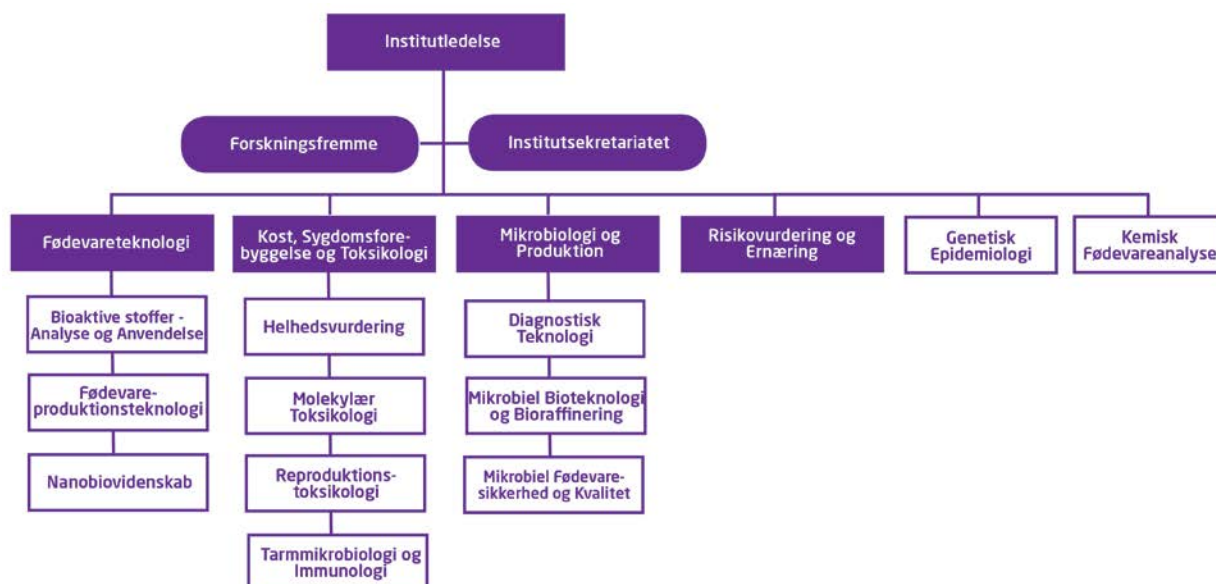 Institutledelse
Forskningsfremme
Institutsekretariatet
Fødevareteknologi
Kost, Sygdomsfore-
byggelse og Toksikologi
Mikrobiologi og
Produktion
Risikovurdering og
Ernæring
Genetisk
Epidemiologi
Kemisk
Fødevareanalyse
Bioaktive stoffer -
Analyse og Anvendelse
Fødevare-
produktionsteknologi
Nanobiovidenskab
Helhedsvurdering
Molekylær
Toksikologi
Reproduktions-
toksikologi
Tarmmikrobiologi og
Immunologi
Diagnostisk
Teknologi
Mikrobiel Bioteknologi
og Bioraffinering
Mikrobiel Fødevare-
sikkerhed og Kvalitet